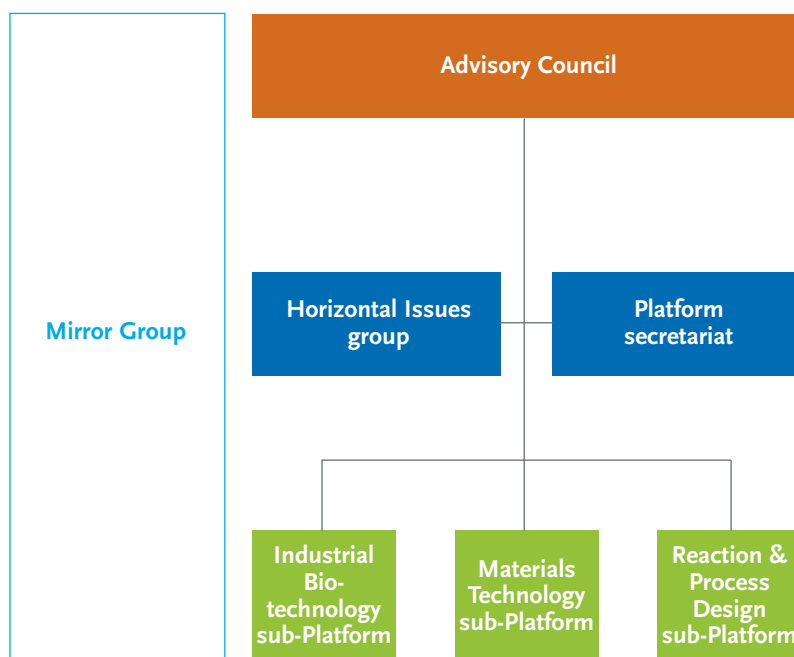 Advisory Council
Mirror Group
Horizontal Issues
group
Platform
secretariat
Industrial
Bio-
technology
sub-Platform
Materials
Technology
sub-Platform
Reaction &
Process
Design
sub-Platform